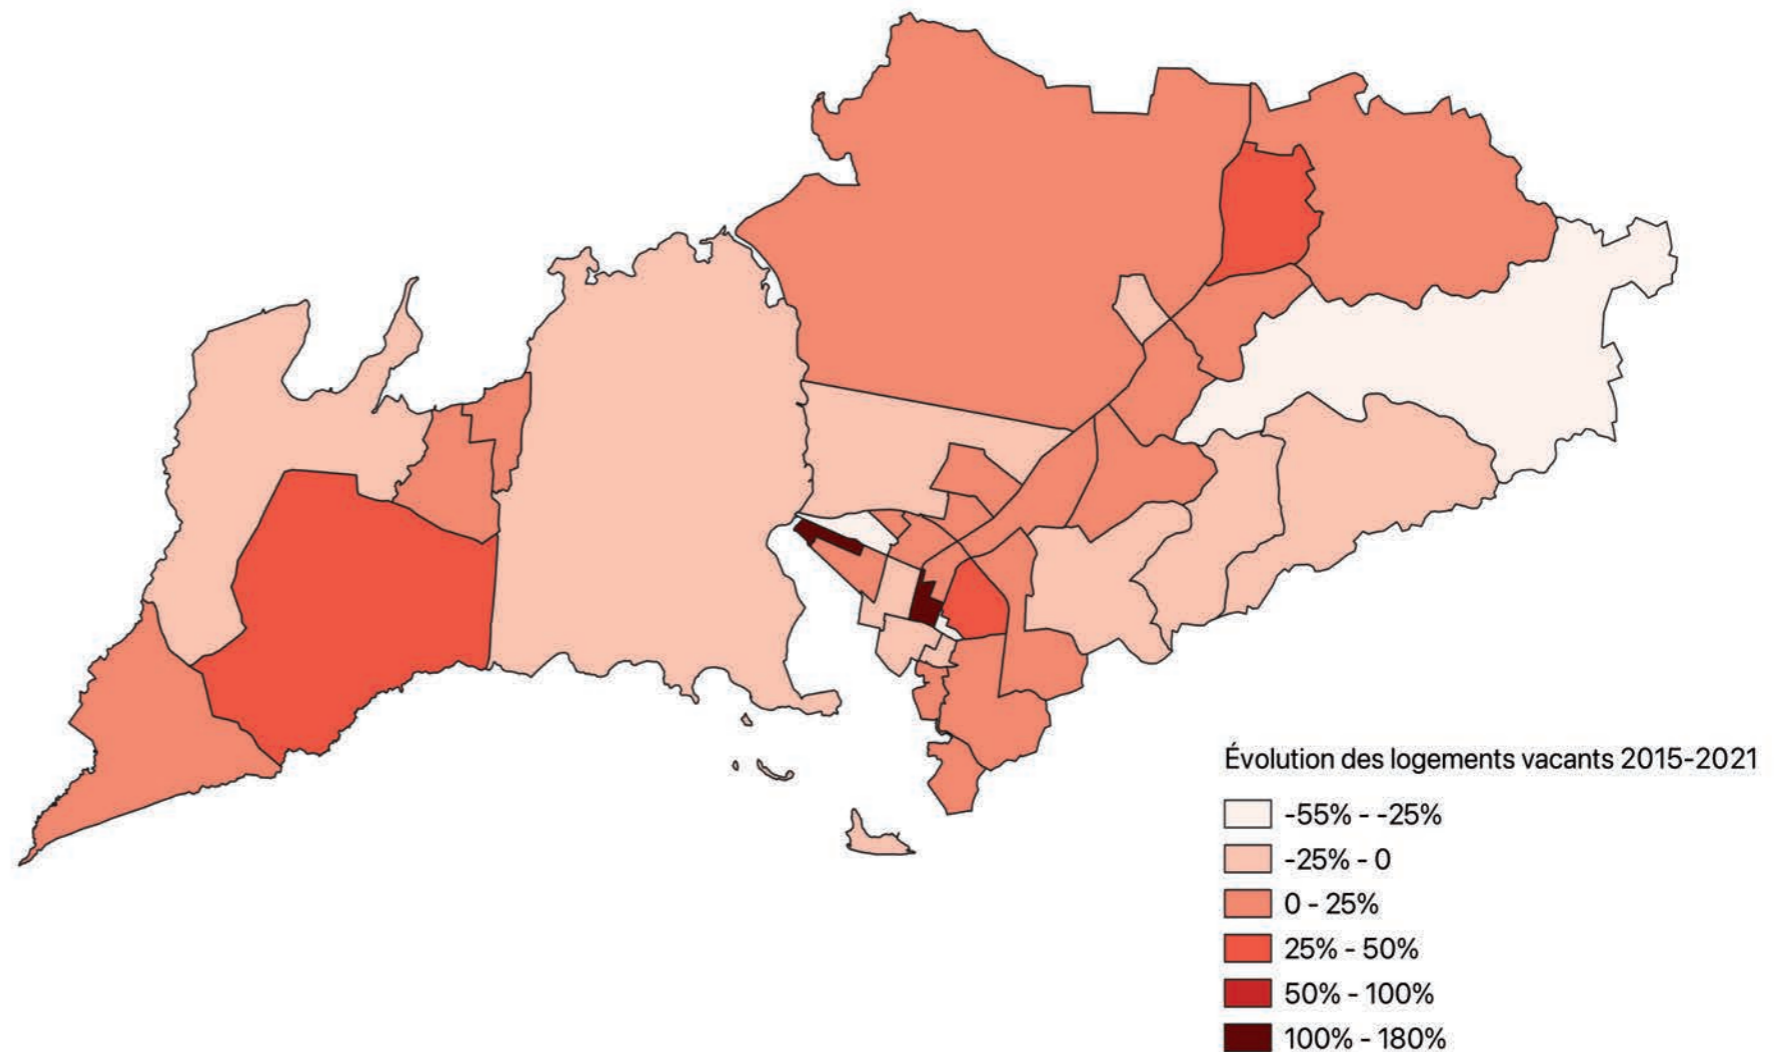 Évolution des logements vacants 2015-2021
-55% - -25%
-25% - 0
0 - 25%
25% - 50%
50% - 100%
100% - 180%